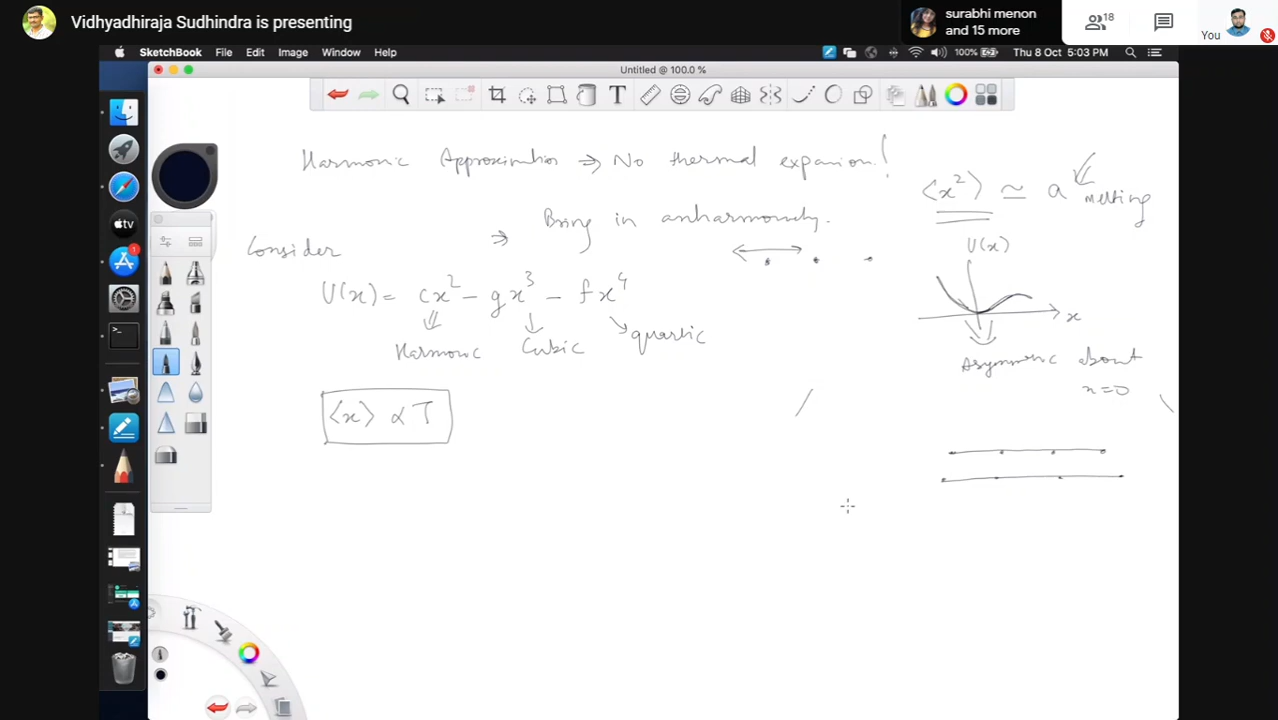 Vidhyadhiraja Sudhindra is presenting
surabhi menon
and 15 more
18
You
SketchBook File Edit Image Window Help
100% Thu 8 Oct 5:03 PM
Untitled @ 100.0 %
tv
1
Harmonic Approximation ⇒ No thermal expansion!
⟨x²⟩ ≃ a melting
⇒ Bring in anharmonicity.
Consider
U(x)
U(x) = cx² - gx³ - fx⁴
x
Harmonic Cubic quartic
Asymmetric about
x=0
⟨x⟩ ∝ T